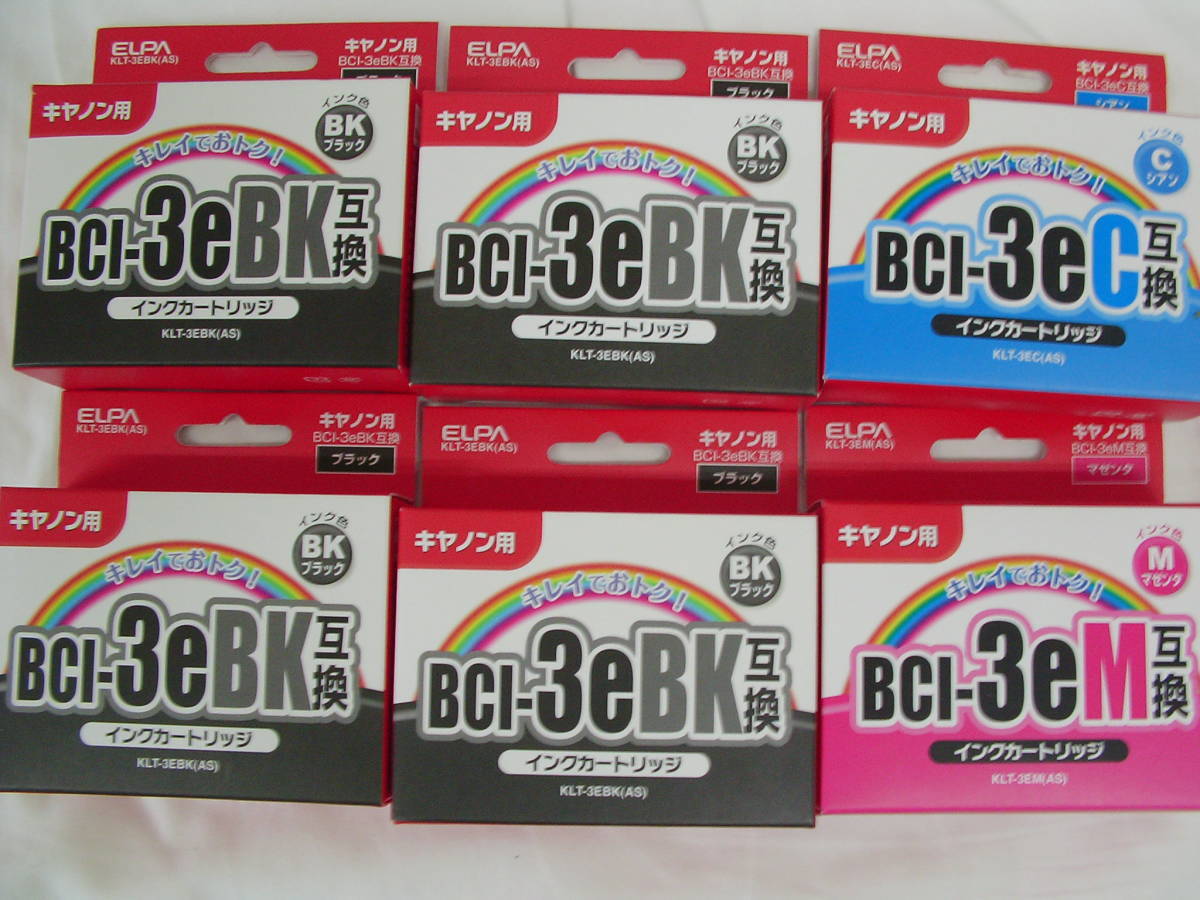 ELPA
KLT-3EBK(AS)
キヤノン用
BCI-3eBK互換
ブラック
キヤノン用
インク色
BK
ブラック
キレイでおトク!
BCI-3eBK互換
インクカートリッジ
KLT-3EBK(AS)
ELPA
KLT-3EBK(AS)
キヤノン用
BCI-3eBK互換
ブラック
キヤノン用
インク色
BK
ブラック
キレイでおトク!
BCI-3eBK互換
インクカートリッジ
KLT-3EBK(AS)
ELPA
KLT-3EC(AS)
キヤノン用
BCI-3eC互換
シアン
キヤノン用
インク色
C
シアン
キレイでおトク!
BCI-3eC互換
インクカートリッジ
KLT-3EC(AS)
ELPA
KLT-3EBK(AS)
キヤノン用
BCI-3eBK互換
ブラック
キヤノン用
インク色
BK
ブラック
キレイでおトク!
BCI-3eBK互換
インクカートリッジ
KLT-3EBK(AS)
ELPA
KLT-3EBK(AS)
キヤノン用
BCI-3eBK互換
ブラック
キヤノン用
インク色
BK
ブラック
キレイでおトク!
BCI-3eBK互換
インクカートリッジ
KLT-3EBK(AS)
ELPA
KLT-3EM(AS)
キヤノン用
BCI-3eM互換
マゼンタ
キヤノン用
インク色
M
マゼンタ
キレイでおトク!
BCI-3eM互換
インクカートリッジ
KLT-3EM(AS)